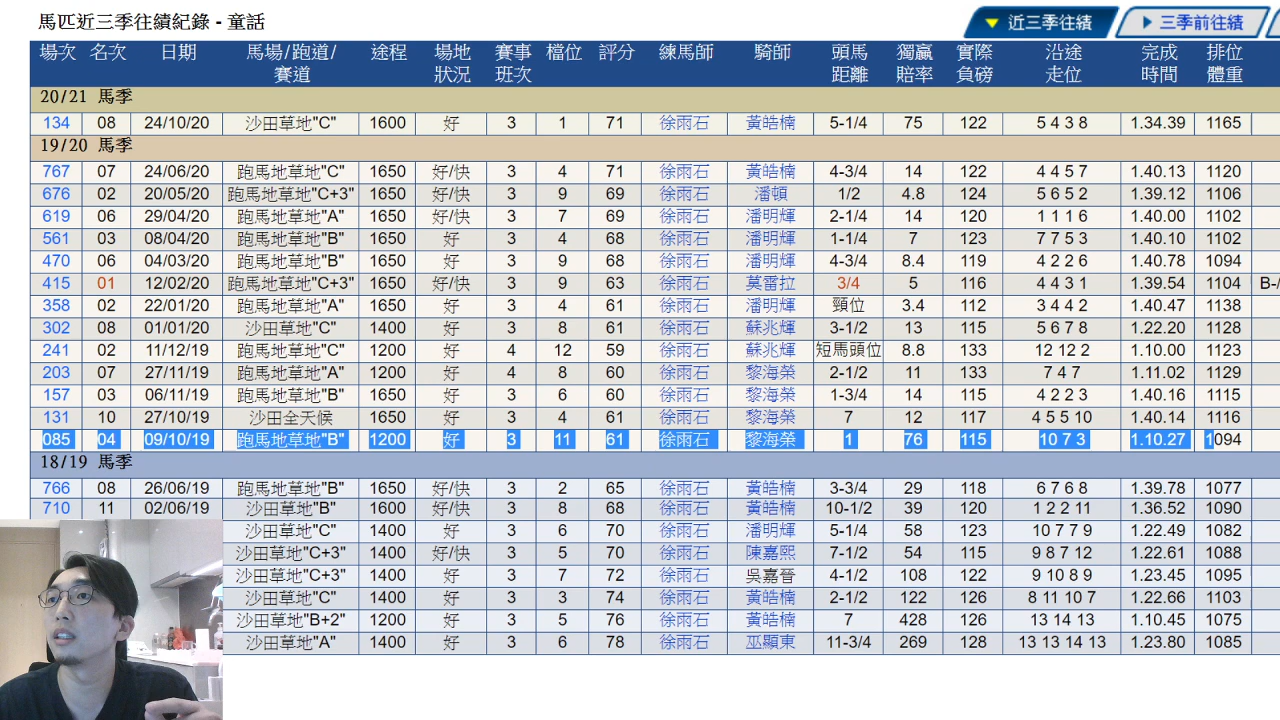 馬匹近三季往績紀錄 - 童話
近三季往績 三季前往績
場次 名次 日期 馬場/跑道/賽道 途程 場地狀況 賽事班次 檔位 評分 練馬師 騎師 頭馬距離 獨贏賠率 實際負磅 沿途走位 完成時間 排位體重
20/21 馬季
134 08 24/10/20 沙田草地"C" 1600 好 3 1 71 徐雨石 黃皓楠 5-1/4 75 122 5 4 3 8 1.34.39 1165
19/20 馬季
767 07 24/06/20 跑馬地草地"C" 1650 好/快 3 4 71 徐雨石 黃皓楠 4-3/4 14 122 4 4 5 7 1.40.13 1120
676 02 20/05/20 跑馬地草地"C+3" 1650 好/快 3 9 69 徐雨石 潘頓 1/2 4.8 124 5 6 5 2 1.39.12 1106
619 06 29/04/20 跑馬地草地"A" 1650 好/快 3 7 69 徐雨石 潘明輝 2-1/4 14 120 1 1 1 6 1.40.00 1102
561 03 08/04/20 跑馬地草地"B" 1650 好 3 4 68 徐雨石 潘明輝 1-1/4 7 123 7 7 5 3 1.40.10 1102
470 06 04/03/20 跑馬地草地"B" 1650 好 3 9 68 徐雨石 潘明輝 4-3/4 8.4 119 4 2 2 6 1.40.78 1094
415 01 12/02/20 跑馬地草地"C+3" 1650 好/快 3 9 63 徐雨石 莫雷拉 3/4 5 116 4 4 3 1 1.39.54 1104 B-/
358 02 22/01/20 跑馬地草地"A" 1650 好 3 4 61 徐雨石 潘明輝 頸位 3.4 112 3 4 4 2 1.40.47 1138
302 08 01/01/20 沙田草地"C" 1400 好 3 8 61 徐雨石 蘇兆輝 3-1/2 13 115 5 6 7 8 1.22.20 1128
241 02 11/12/19 跑馬地草地"C" 1200 好 4 12 59 徐雨石 蘇兆輝 短馬頭位 8.8 133 12 12 2 1.10.00 1123
203 07 27/11/19 跑馬地草地"A" 1200 好 4 8 60 徐雨石 黎海榮 2-1/2 11 133 7 4 7 1.11.02 1129
157 03 06/11/19 跑馬地草地"B" 1650 好 3 6 60 徐雨石 黎海榮 1-3/4 14 115 4 2 2 3 1.40.16 1115
131 10 27/10/19 沙田全天候 1650 好 3 4 61 徐雨石 黎海榮 7 12 117 4 5 5 10 1.40.14 1116
085 04 09/10/19 跑馬地草地"B" 1200 好 3 11 61 徐雨石 黎海榮 1 76 115 10 7 3 1.10.27 1094
18/19 馬季
766 08 26/06/19 跑馬地草地"B" 1650 好/快 3 2 65 徐雨石 黃皓楠 3-3/4 29 118 6 7 6 8 1.39.78 1077
710 11 02/06/19 沙田草地"B" 1600 好/快 3 8 68 徐雨石 黃皓楠 10-1/2 39 120 1 2 2 11 1.36.52 1090
沙田草地"C" 1400 好 3 6 70 徐雨石 潘明輝 5-1/4 58 123 10 7 7 9 1.22.49 1082
沙田草地"C+3" 1400 好/快 3 5 70 徐雨石 陳嘉熙 7-1/2 54 115 9 8 7 12 1.22.61 1088
沙田草地"C+3" 1400 好 3 7 72 徐雨石 吳嘉晉 4-1/2 108 122 9 10 8 9 1.23.45 1095
沙田草地"C" 1400 好 3 3 74 徐雨石 黃皓楠 2-1/2 122 126 8 11 10 7 1.22.66 1103
沙田草地"B+2" 1200 好 3 5 76 徐雨石 黃皓楠 7 428 126 13 14 13 1.10.45 1075
沙田草地"A" 1400 好 3 6 78 徐雨石 巫顯東 11-3/4 269 128 13 13 14 13 1.23.80 1085